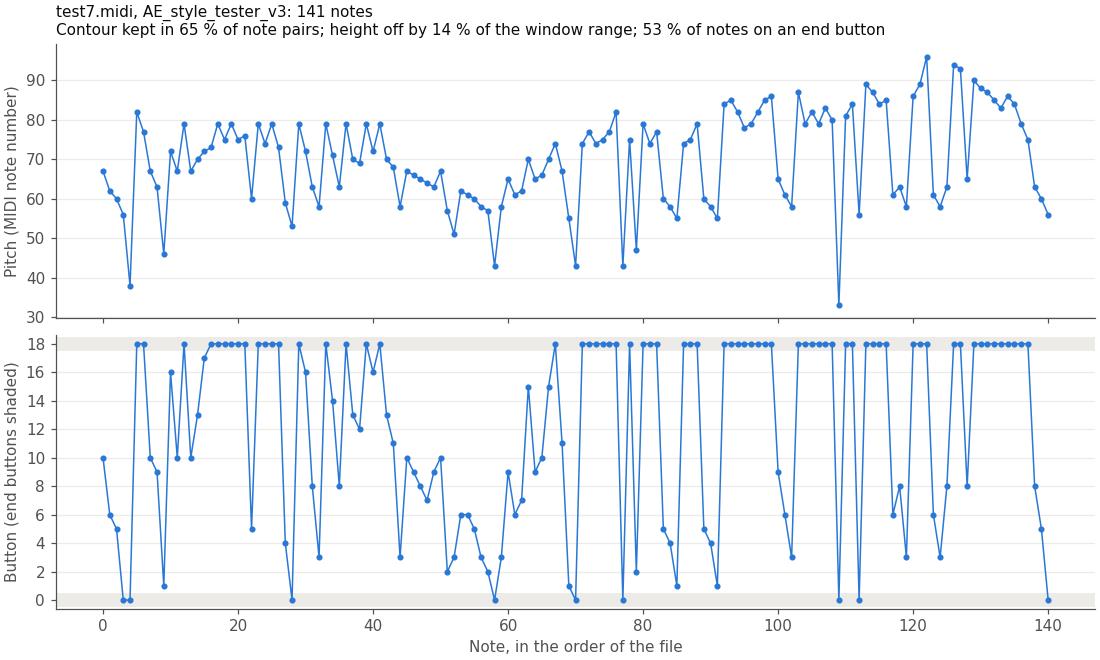 test7.midi, AE_style_tester_v3: 141 notes
Contour kept in 65 % of note pairs; height off by 14 % of the window range; 53 % of notes on an end button
Pitch (MIDI note number)
90
80
70
60
50
40
30
Button (end buttons shaded)
18
16
14
12
10
8
6
4
2
0
0 20 40 60 80 100 120 140
Note, in the order of the file